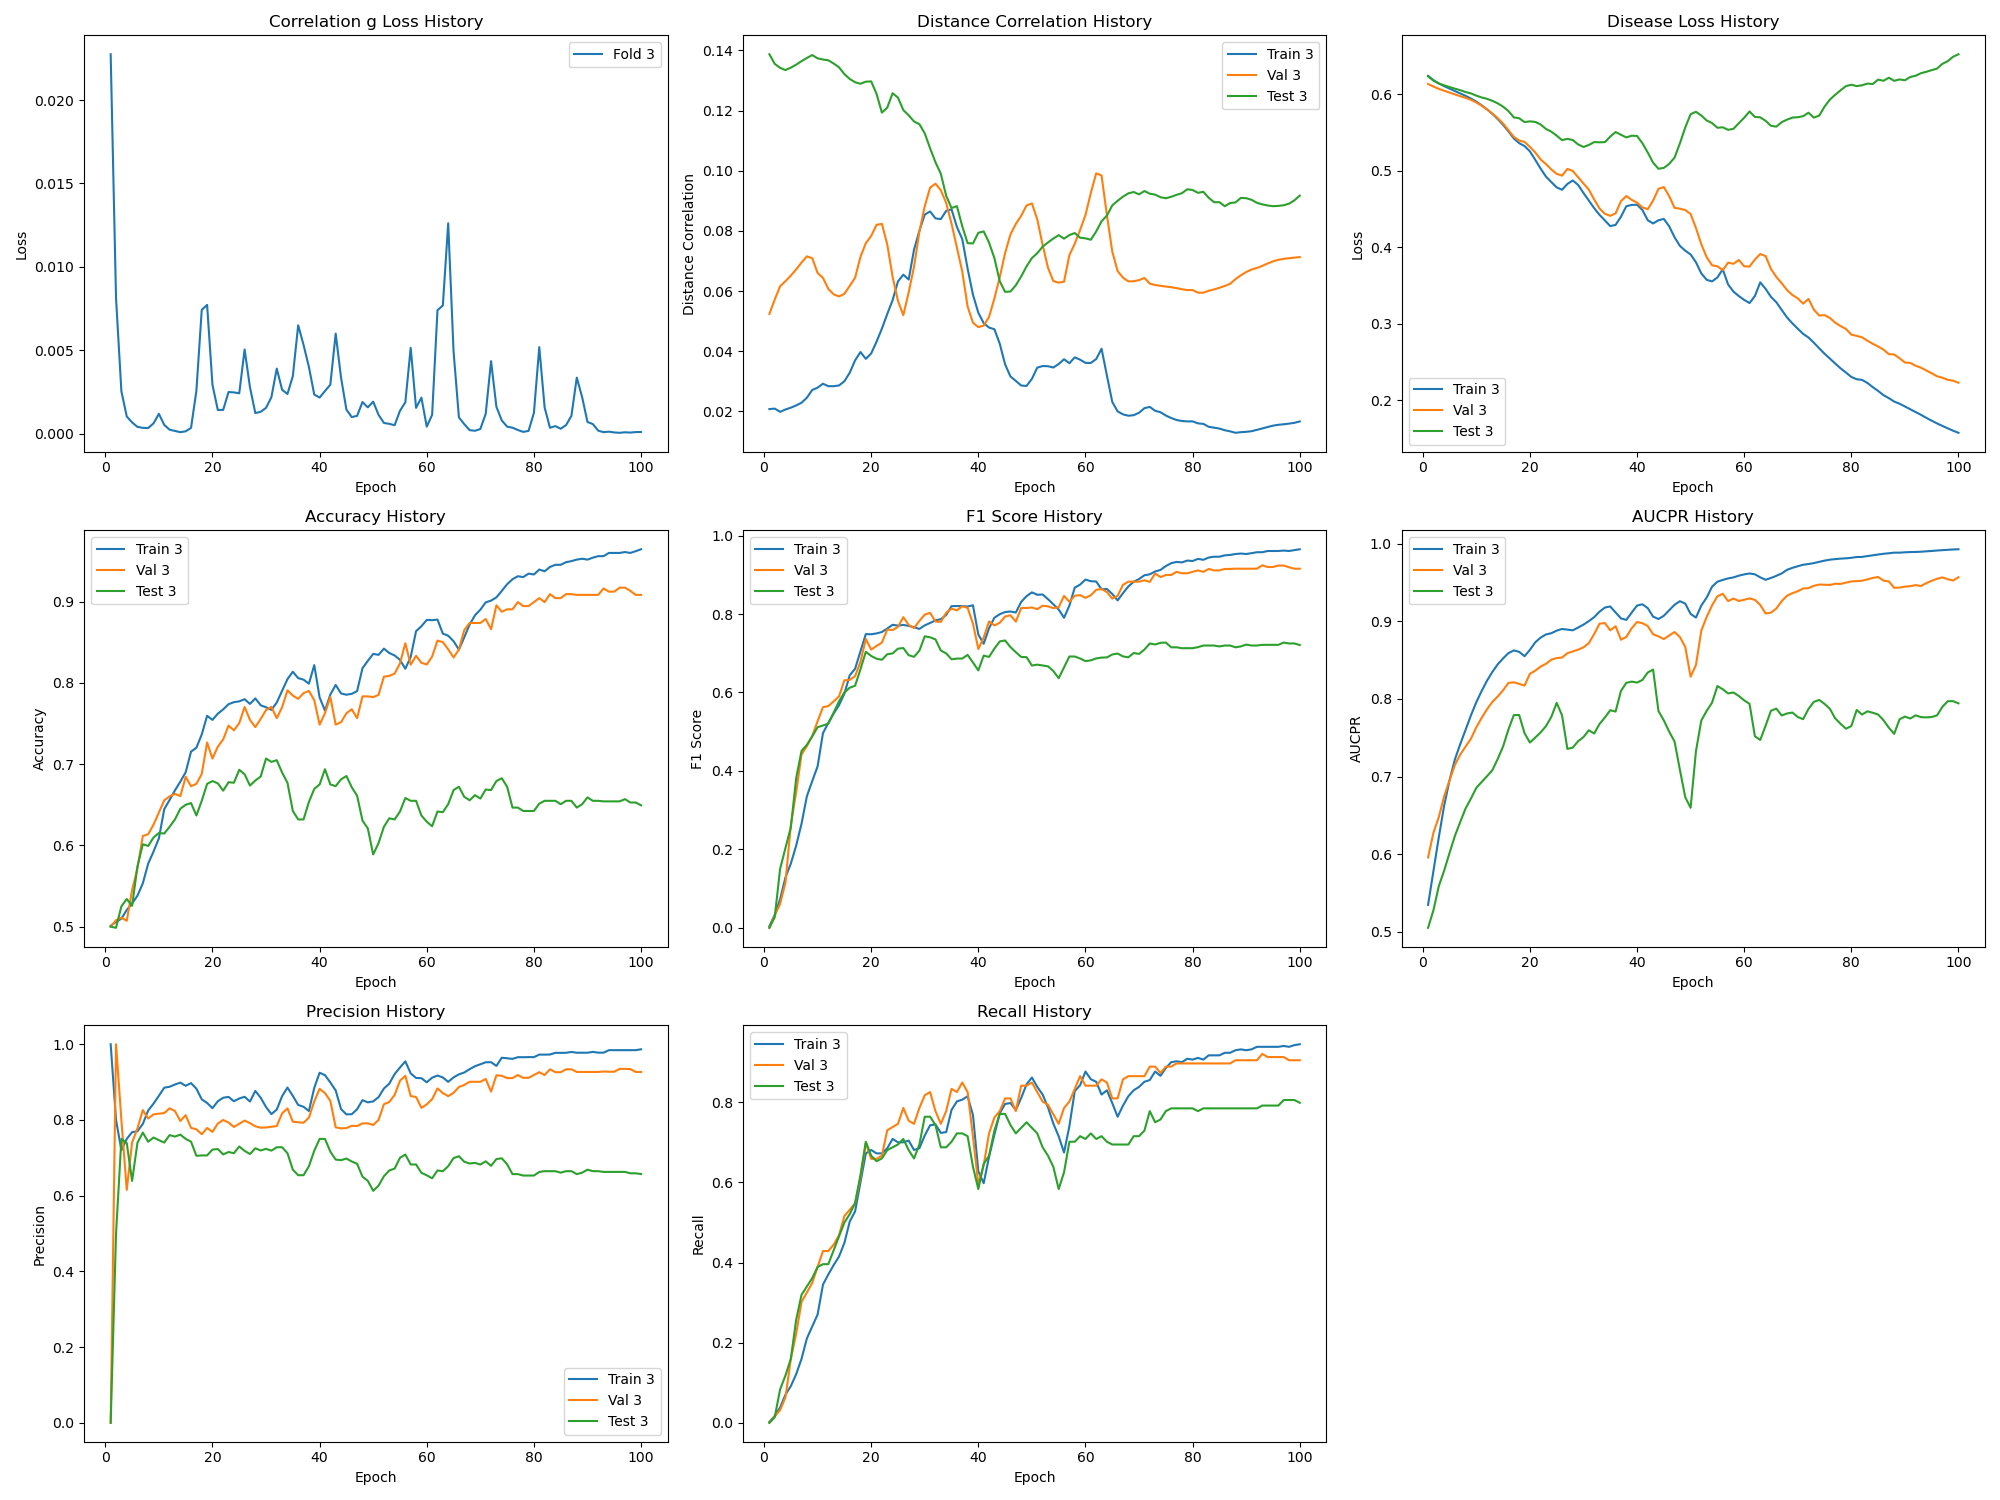 Correlation g Loss History
Loss
0.020
0.015
0.010
0.005
0.000
Fold 3
0 20 40 60 80 100
Epoch
Distance Correlation History
Distance Correlation
0.14
0.12
0.10
0.08
0.06
0.04
0.02
Train 3
Val 3
Test 3
0 20 40 60 80 100
Epoch
Disease Loss History
Loss
0.6
0.5
0.4
0.3
0.2
Train 3
Val 3
Test 3
0 20 40 60 80 100
Epoch
Accuracy History
Accuracy
0.9
0.8
0.7
0.6
0.5
Train 3
Val 3
Test 3
0 20 40 60 80 100
Epoch
F1 Score History
F1 Score
1.0
0.8
0.6
0.4
0.2
0.0
Train 3
Val 3
Test 3
0 20 40 60 80 100
Epoch
AUCPR History
AUCPR
1.0
0.9
0.8
0.7
0.6
0.5
Train 3
Val 3
Test 3
0 20 40 60 80 100
Epoch
Precision History
Precision
1.0
0.8
0.6
0.4
0.2
0.0
Train 3
Val 3
Test 3
0 20 40 60 80 100
Epoch
Recall History
Recall
0.8
0.6
0.4
0.2
0.0
Train 3
Val 3
Test 3
0 20 40 60 80 100
Epoch